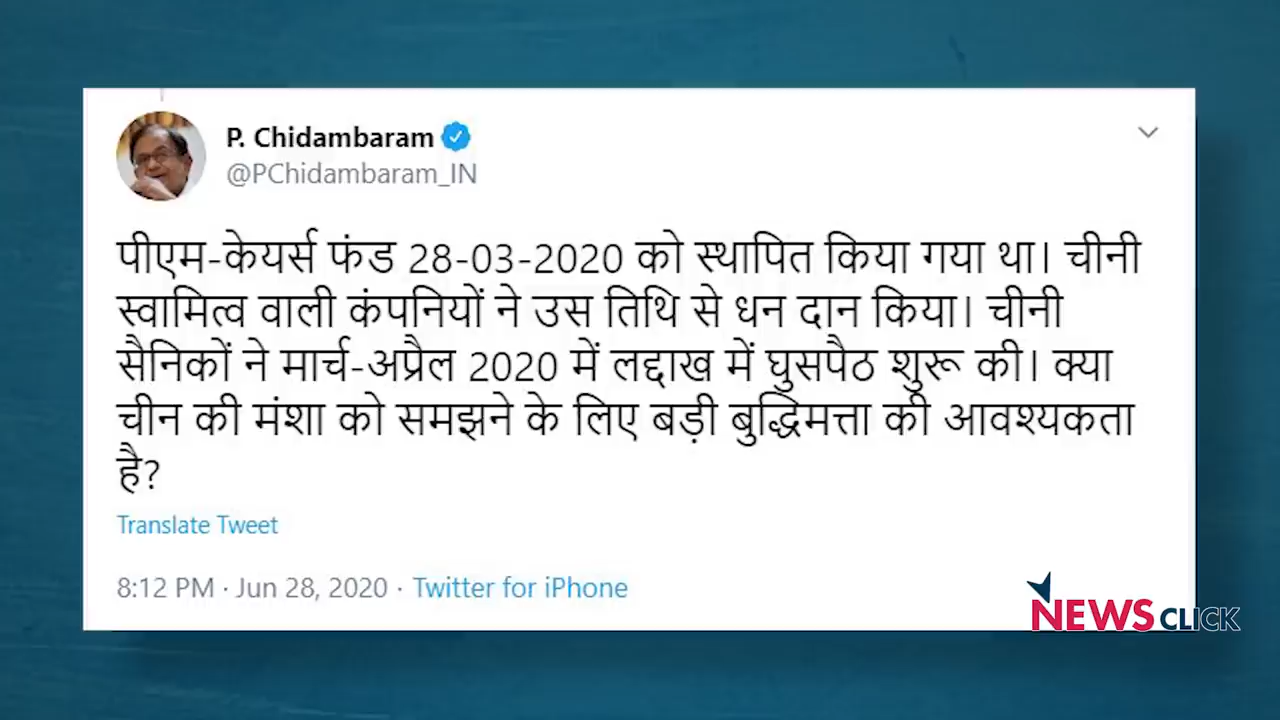 P. Chidambaram
@PChidambaram_IN
पीएम-केयर्स फंड 28-03-2020 को स्थापित किया गया था। चीनी
स्वामित्व वाली कंपनियों ने उस तिथि से धन दान किया। चीनी
सैनिकों ने मार्च-अप्रैल 2020 में लद्दाख में घुसपैठ शुरू की। क्या
चीन की मंशा को समझने के लिए बड़ी बुद्धिमत्ता की आवश्यकता
है?
Translate Tweet
8:12 PM · Jun 28, 2020 · Twitter for iPhone
NEWSCLICK